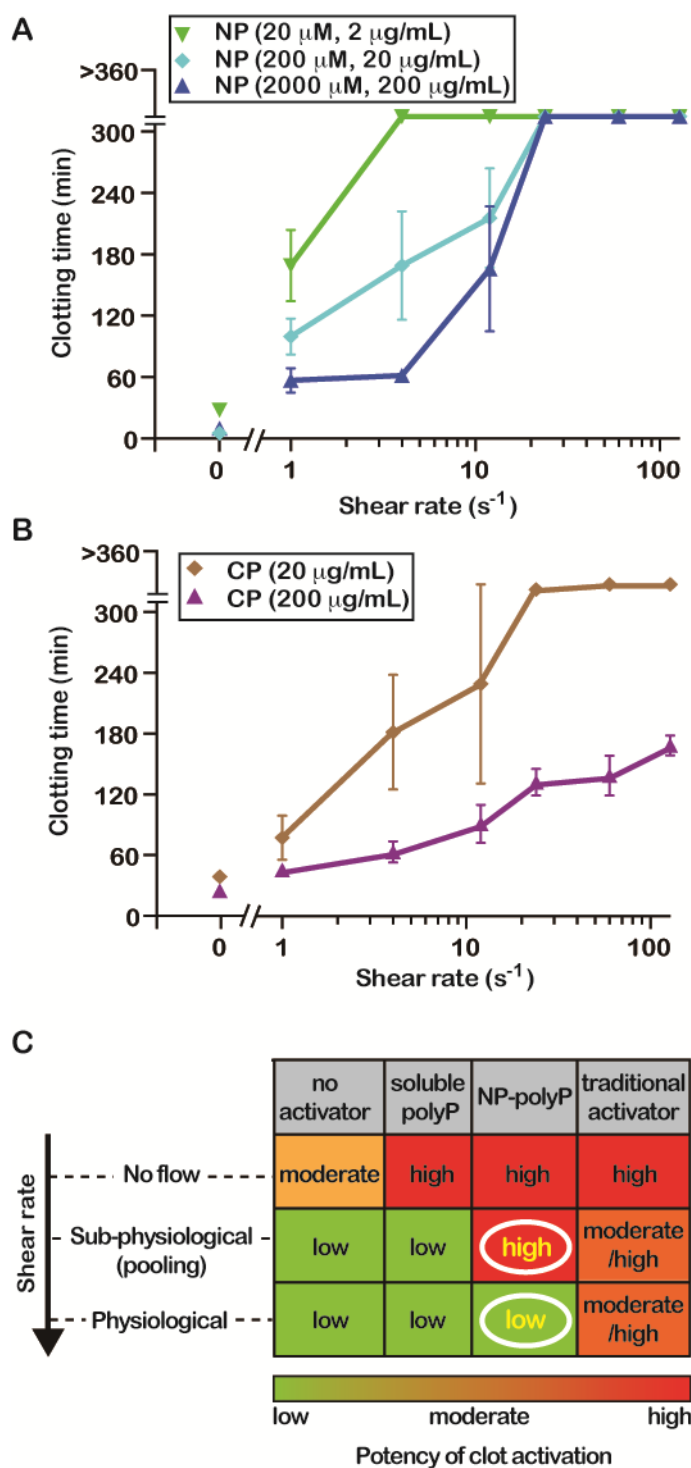 A
NP (20 μM, 2 μg/mL)
NP (200 μM, 20 μg/mL)
NP (2000 μM, 200 μg/mL)
>360
300
240
180
120
60
0
Clotting time (min)
0 1 10 100
Shear rate (s⁻¹)
B
CP (20 μg/mL)
CP (200 μg/mL)
>360
300
240
180
120
60
0
Clotting time (min)
0 1 10 100
Shear rate (s⁻¹)
C
no activator
soluble polyP
NP-polyP
traditional activator
Shear rate
No flow
moderate high high high
Sub-physiological (pooling)
low low high moderate /high
Physiological
low low low moderate /high
low moderate high
Potency of clot activation